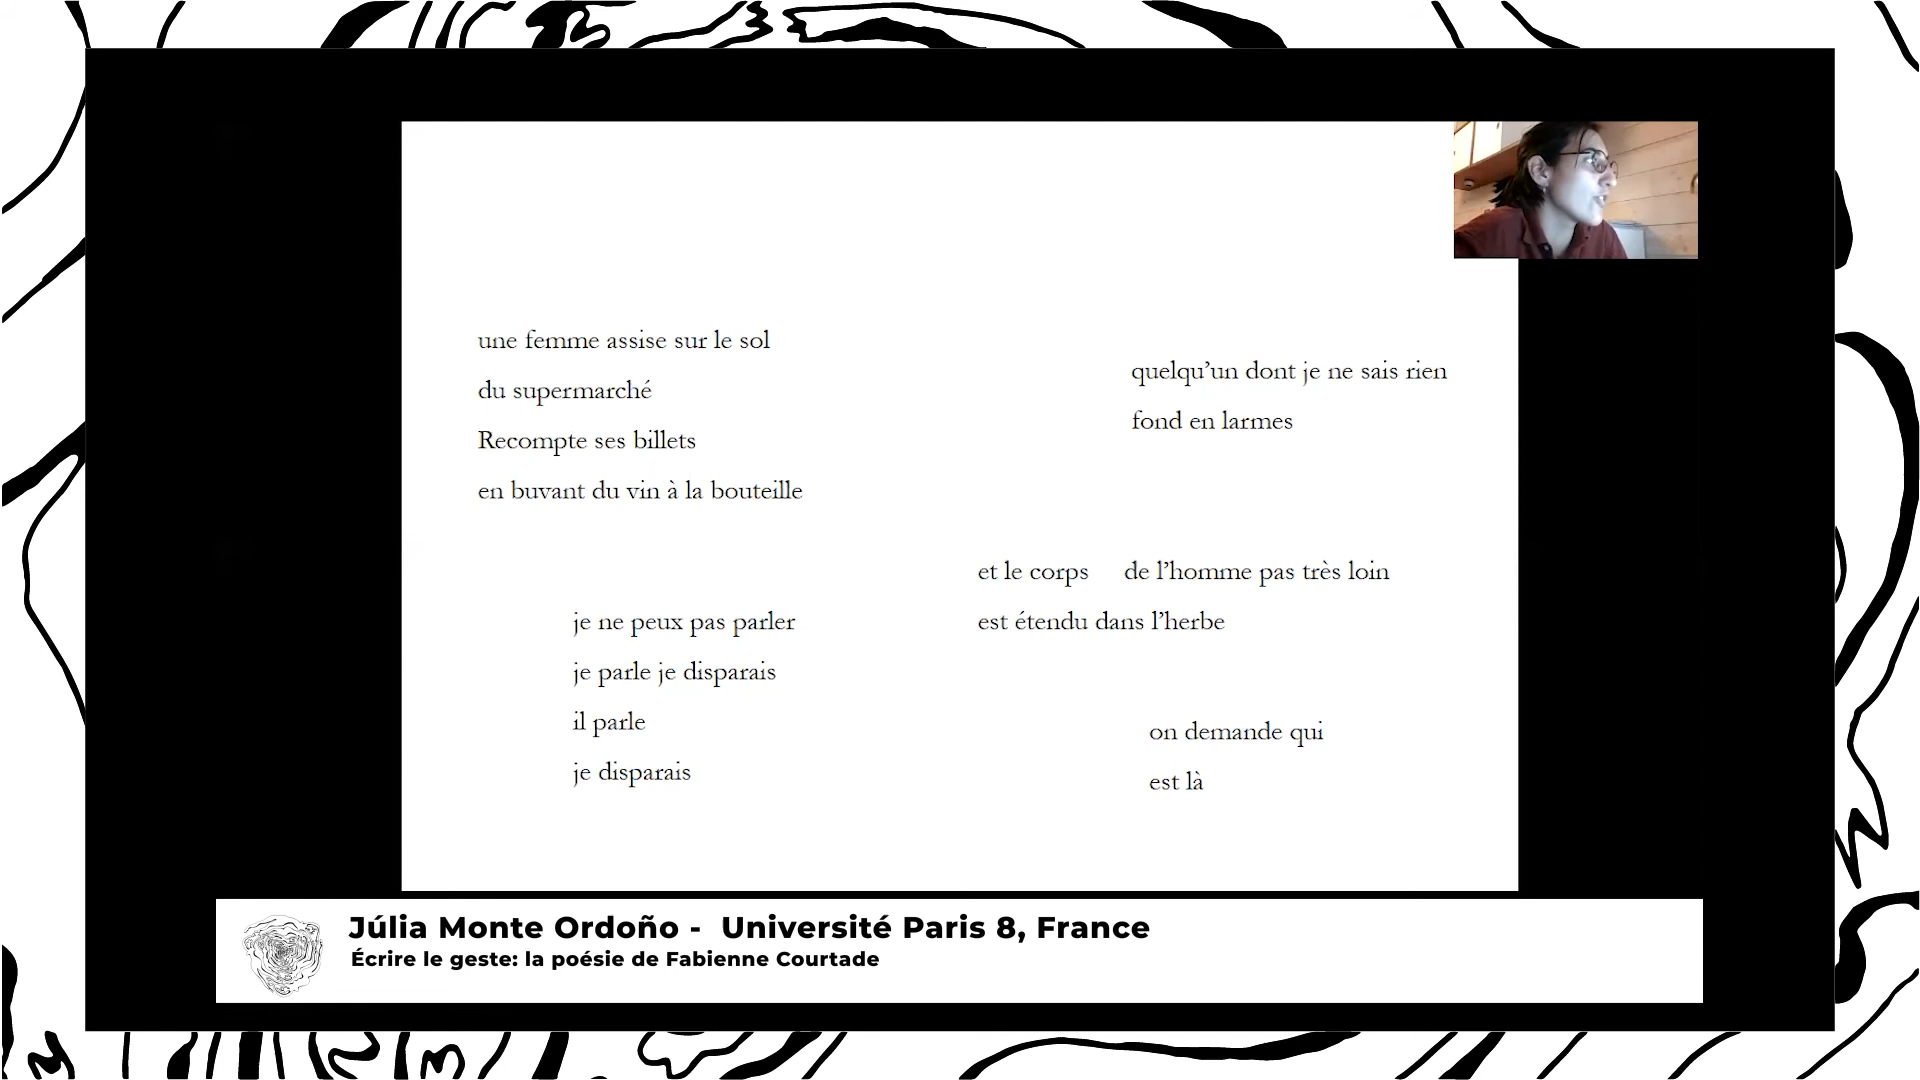 une femme assise sur le sol
du supermarché
Recompte ses billets
en buvant du vin à la bouteille
je ne peux pas parler
je parle je disparais
il parle
je disparais
quelqu’un dont je ne sais rien
fond en larmes
et le corps de l’homme pas très loin
est étendu dans l’herbe
on demande qui
est là
Júlia Monte Ordoño - Université Paris 8, France
Écrire le geste: la poésie de Fabienne Courtade